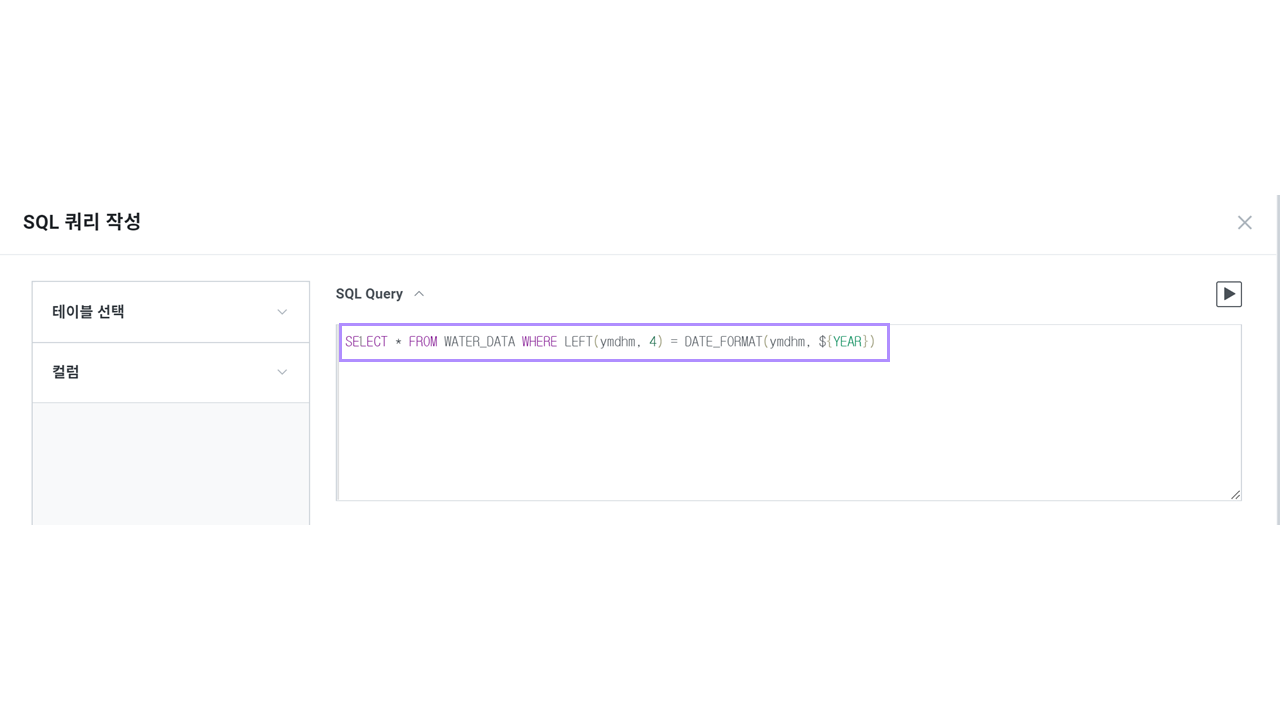 SQL 쿼리 작성
테이블 선택
컬럼
SQL Query
SELECT * FROM WATER_DATA WHERE LEFT(ymdhm, 4) = DATE_FORMAT(ymdhm, ${YEAR})